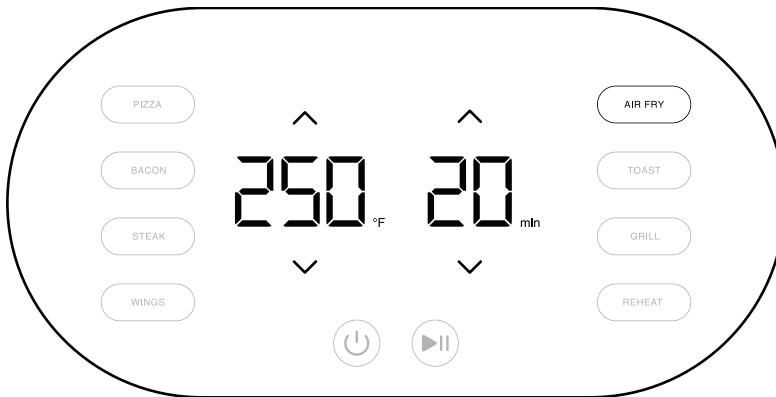 PIZZA
BACON
STEAK
WINGS
250 °F
20 min
AIR FRY
TOAST
GRILL
REHEAT